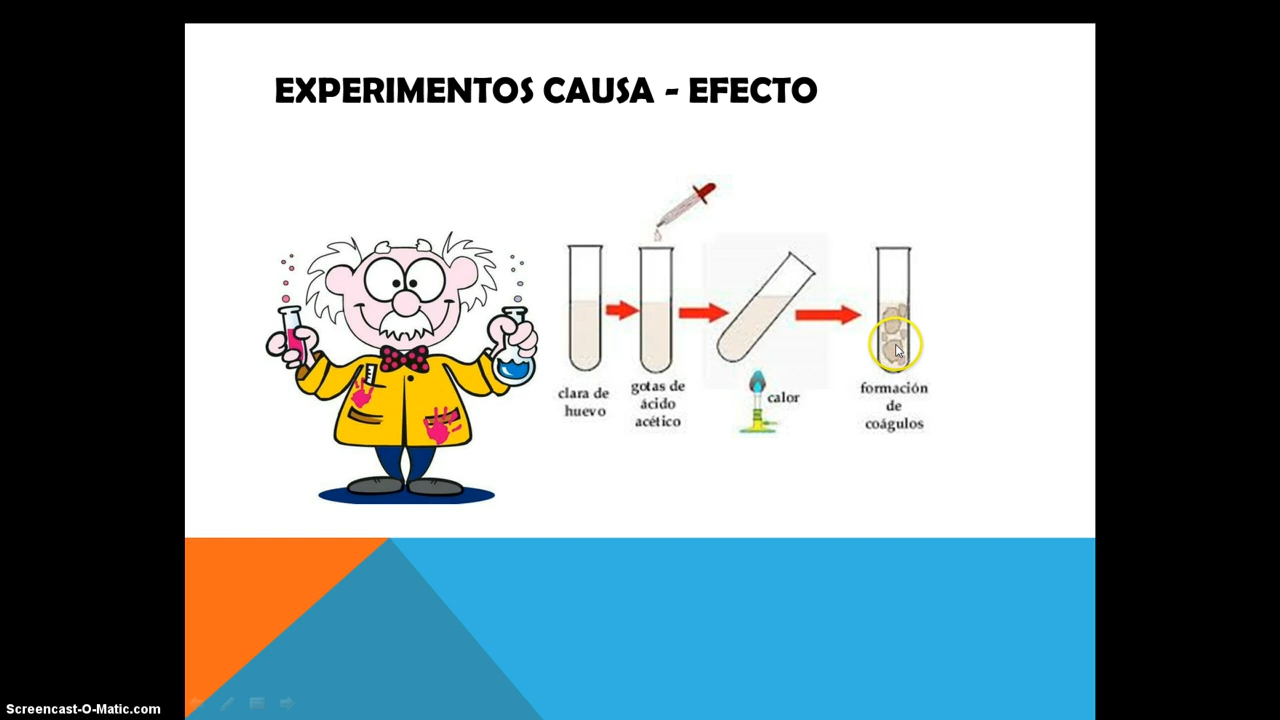 EXPERIMENTOS CAUSA - EFECTO
clara de
huevo
gotas de
ácido
acético
calor
formación
de
coágulos
Screencast-O-Matic.com